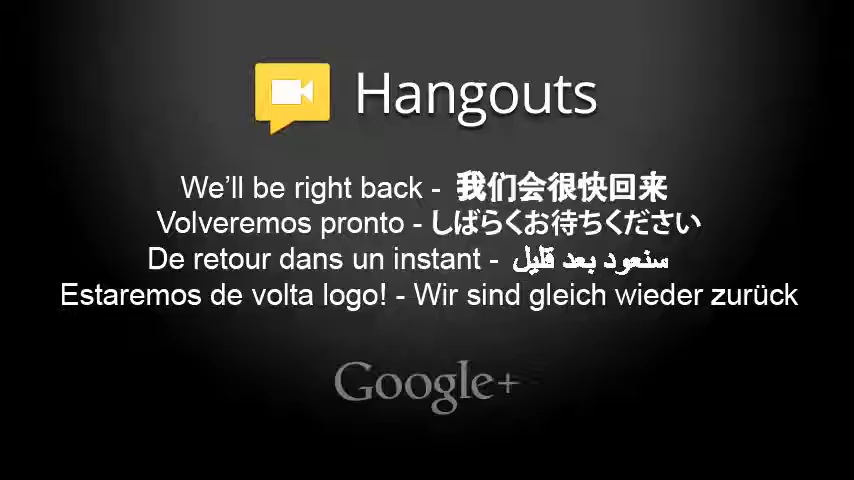 Hangouts
We'll be right back - 我们会很快回来
Volveremos pronto - しばらくお待ちください
De retour dans un instant - سنعود بعد قليل
Estaremos de volta logo! - Wir sind gleich wieder zurück
Google+